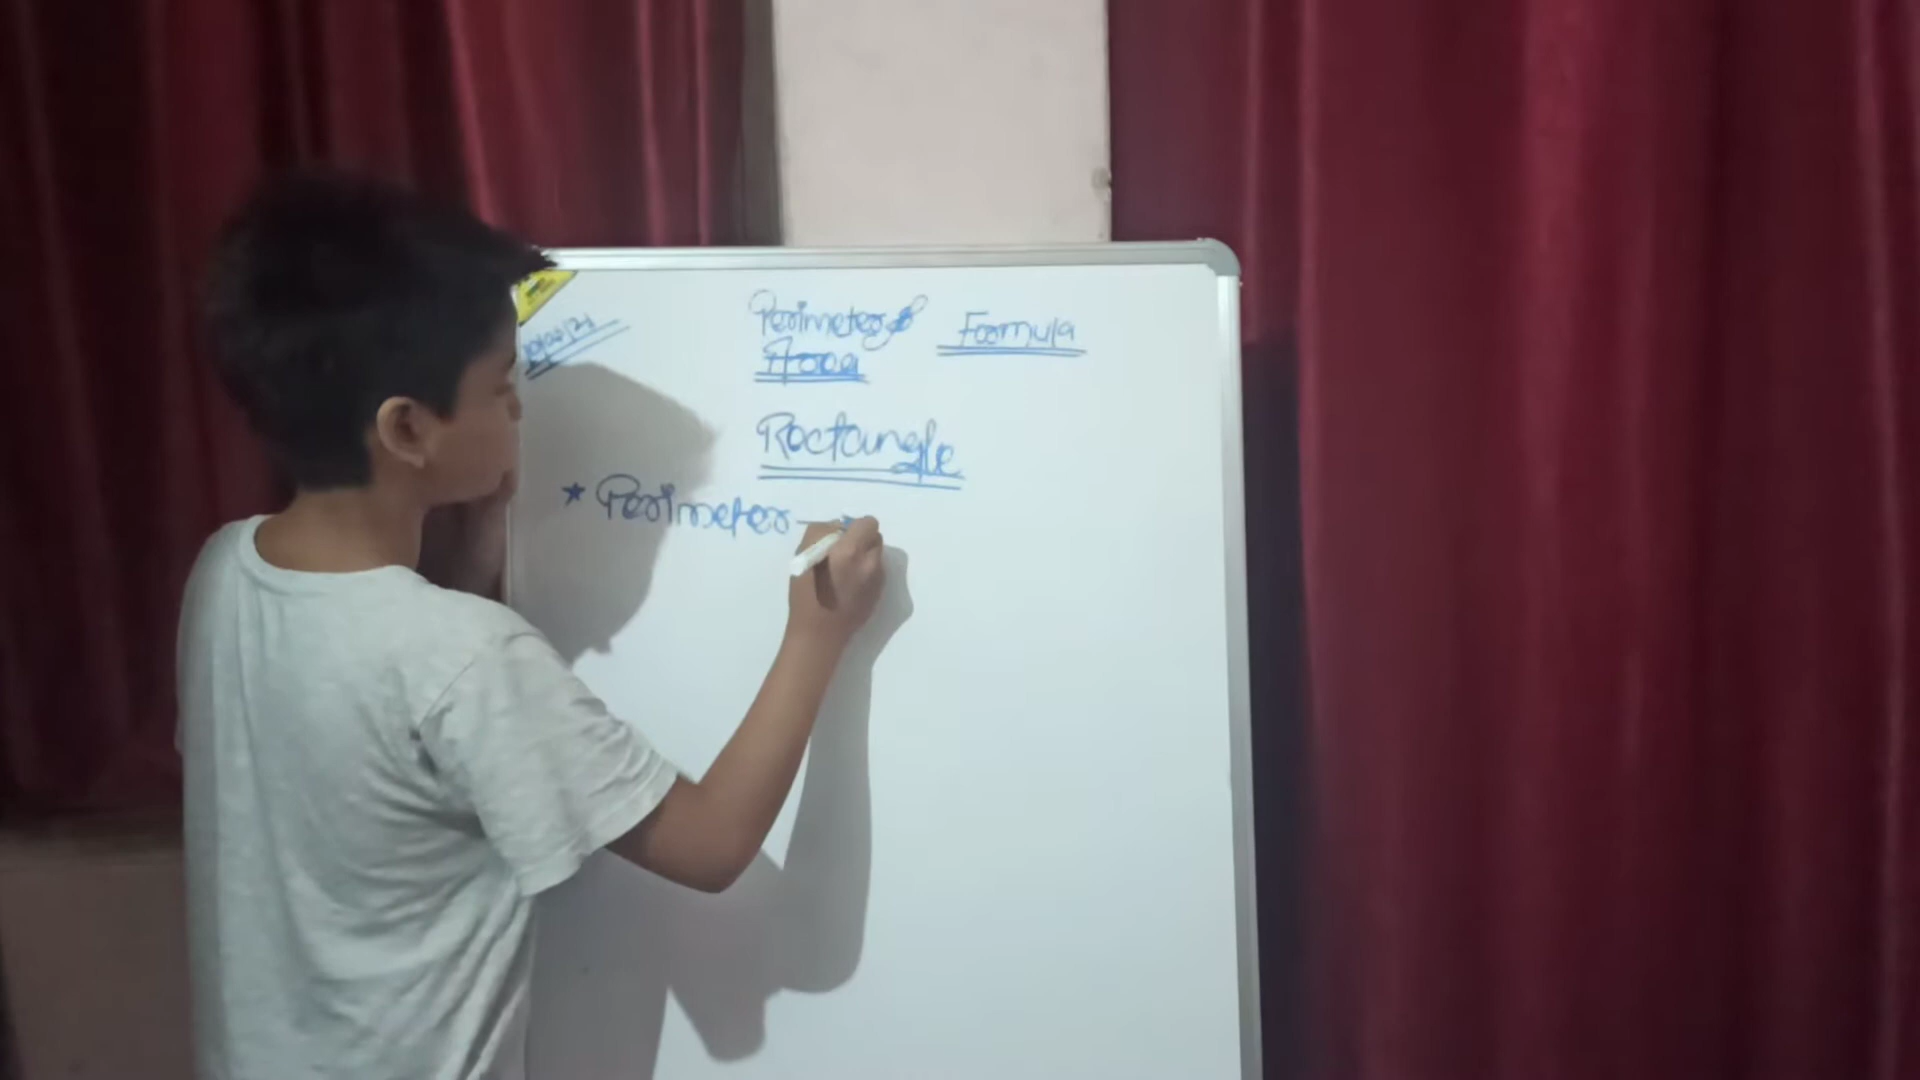 Perimeter & Formula
Area
Rectangle
★ Perimeter →